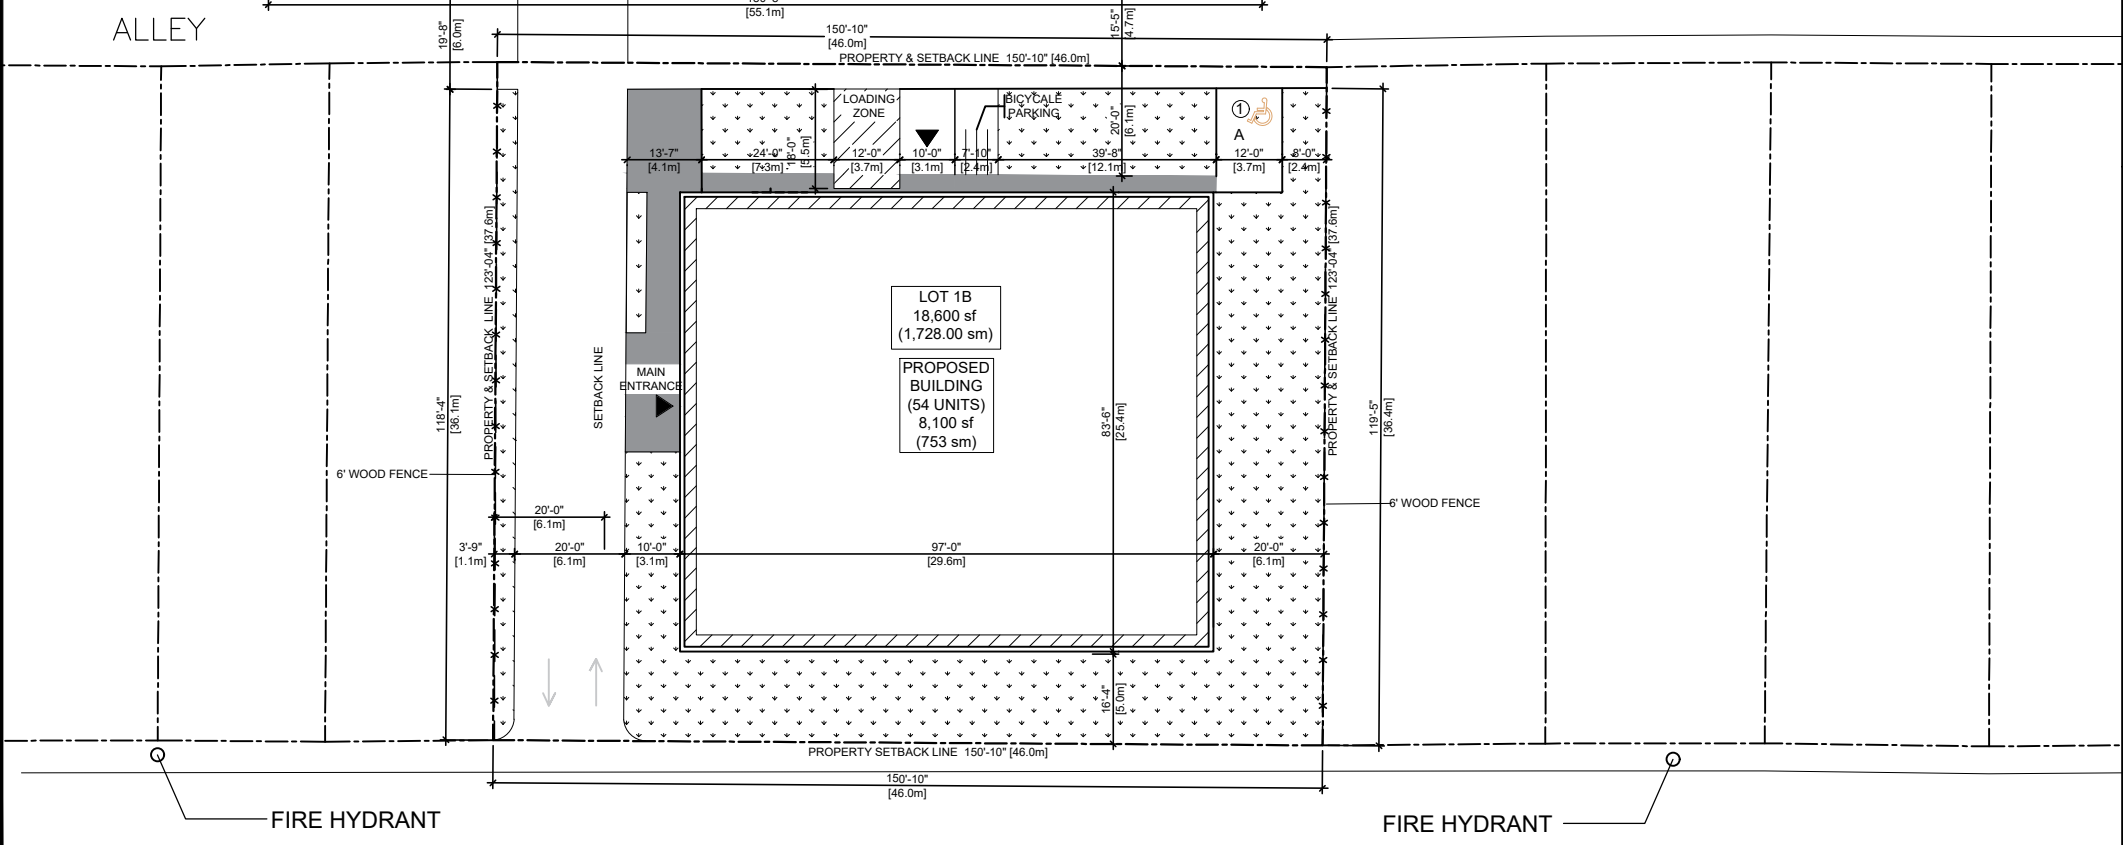 [55.1m]
ALLEY
19'-8"
[6.0m]
15'-5"
[4.7m]
150'-10"
[46.0m]
PROPERTY & SETBACK LINE 150'-10" [46.0m]
LOADING
ZONE
BICYCALE
PARKING
1
A
20'-0"
[6.1m]
18'-0"
[5.5m]
13'-7"
[4.1m]
24'-0"
[7.3m]
12'-0"
[3.7m]
10'-0"
[3.1m]
7'-10"
[2.4m]
39'-8"
[12.1m]
12'-0"
[3.7m]
8'-0"
[2.4m]
PROPERTY & SETBACK LINE 123'-04" [37.6m]
PROPERTY & SETBACK LINE 123'-04" [37.6m]
LOT 1B
18,600 sf
(1,728.00 sm)
PROPOSED
BUILDING
(54 UNITS)
8,100 sf
(753 sm)
SETBACK LINE
MAIN
ENTRANCE
118'-4"
[36.1m]
83'-6"
[25.4m]
119'-5"
[36.4m]
6' WOOD FENCE
6' WOOD FENCE
20'-0"
[6.1m]
3'-9"
[1.1m]
20'-0"
[6.1m]
10'-0"
[3.1m]
97'-0"
[29.6m]
20'-0"
[6.1m]
16'-4"
[5.0m]
PROPERTY SETBACK LINE 150'-10" [46.0m]
150'-10"
[46.0m]
FIRE HYDRANT
FIRE HYDRANT